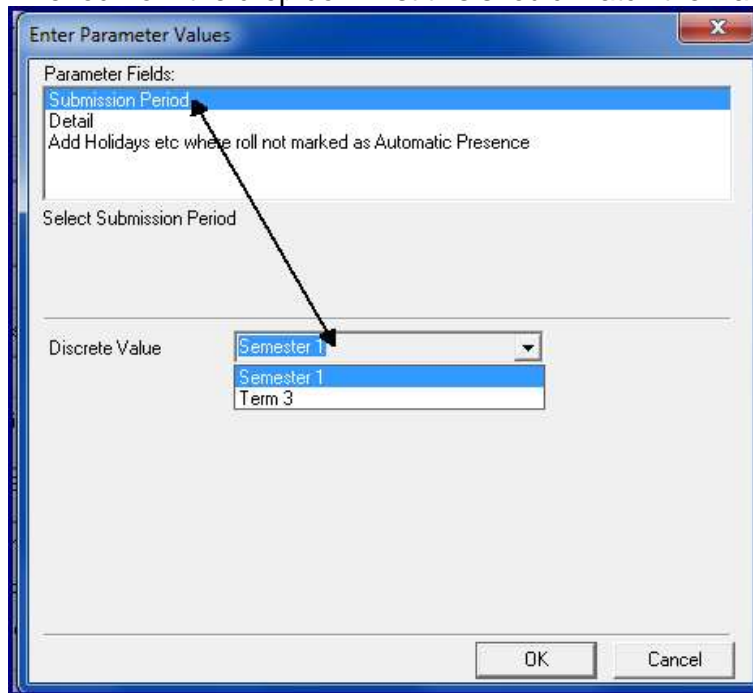 Enter Parameter Values
Parameter Fields:
Submission Period
Detail
Add Holidays etc where roll not marked as Automatic Presence
Select Submission Period
Discrete Value
Semester 1
Semester 1
Term 3
OK
Cancel